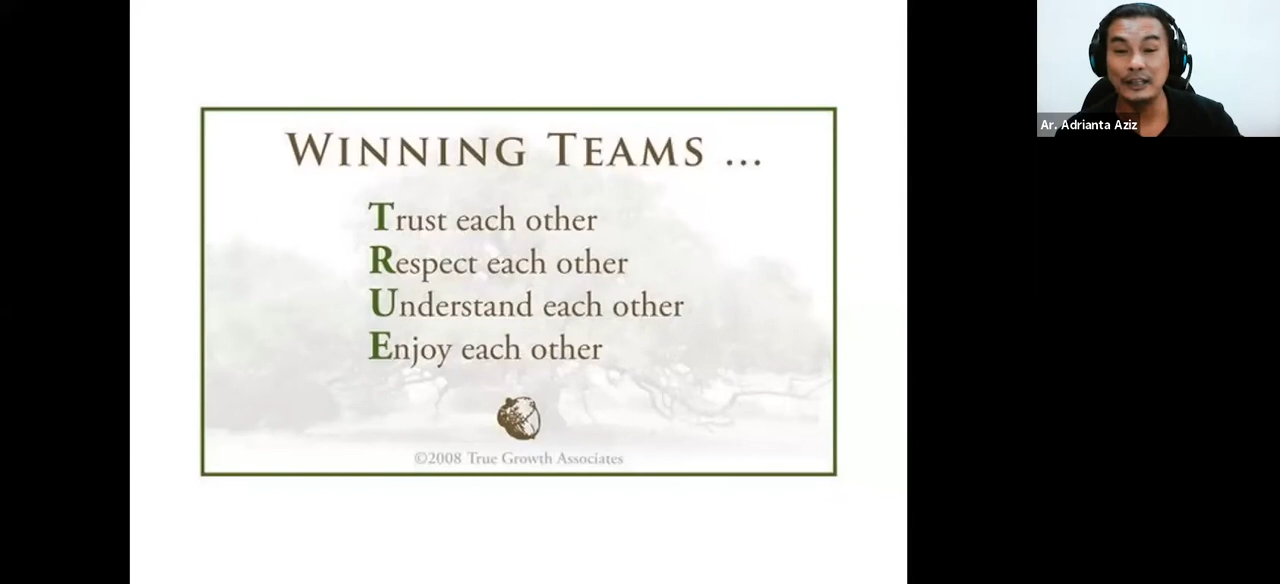 WINNING TEAMS ...
Trust each other
Respect each other
Understand each other
Enjoy each other
©2008 True Growth Associates
Ar. Adrianta Aziz